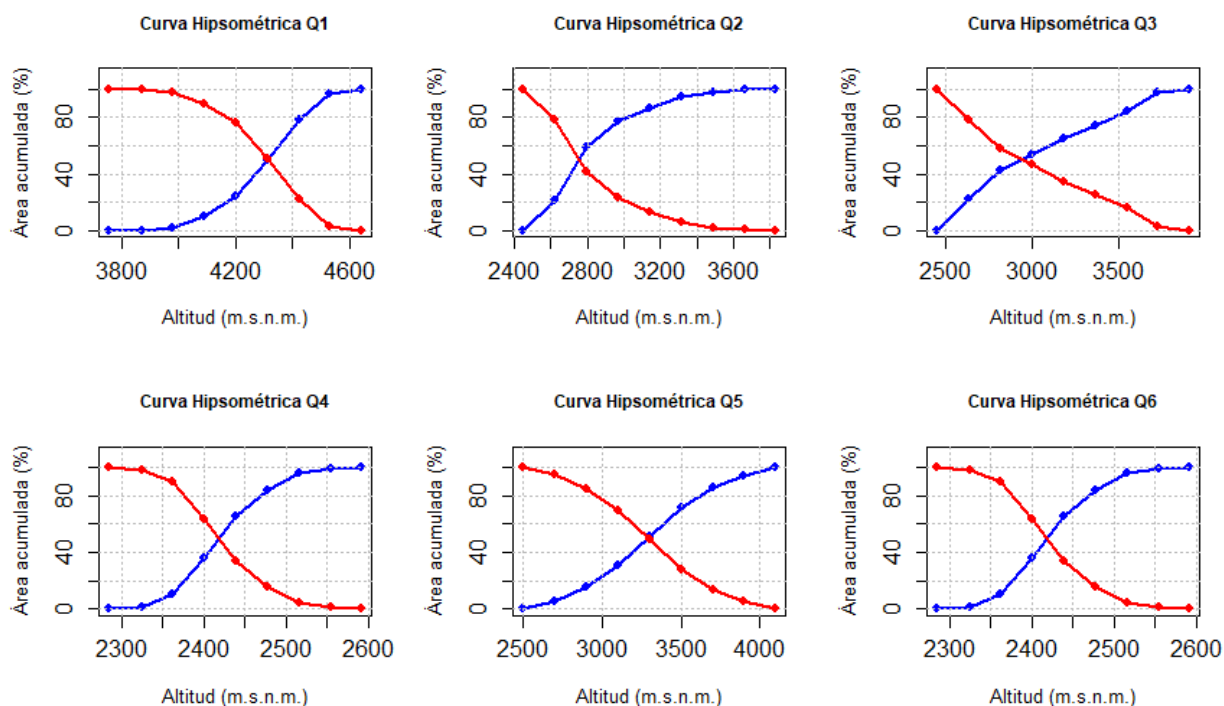 Curva Hipsométrica Q1
Área acumulada (%)
80
40
0
3800 4200 4600
Altitud (m.s.n.m.)
Curva Hipsométrica Q2
Área acumulada (%)
80
40
0
2400 2800 3200 3600
Altitud (m.s.n.m.)
Curva Hipsométrica Q3
Área acumulada (%)
80
40
0
2500 3000 3500
Altitud (m.s.n.m.)
Curva Hipsométrica Q4
Área acumulada (%)
80
40
0
2300 2400 2500 2600
Altitud (m.s.n.m.)
Curva Hipsométrica Q5
Área acumulada (%)
80
40
0
2500 3000 3500 4000
Altitud (m.s.n.m.)
Curva Hipsométrica Q6
Área acumulada (%)
80
40
0
2300 2400 2500 2600
Altitud (m.s.n.m.)